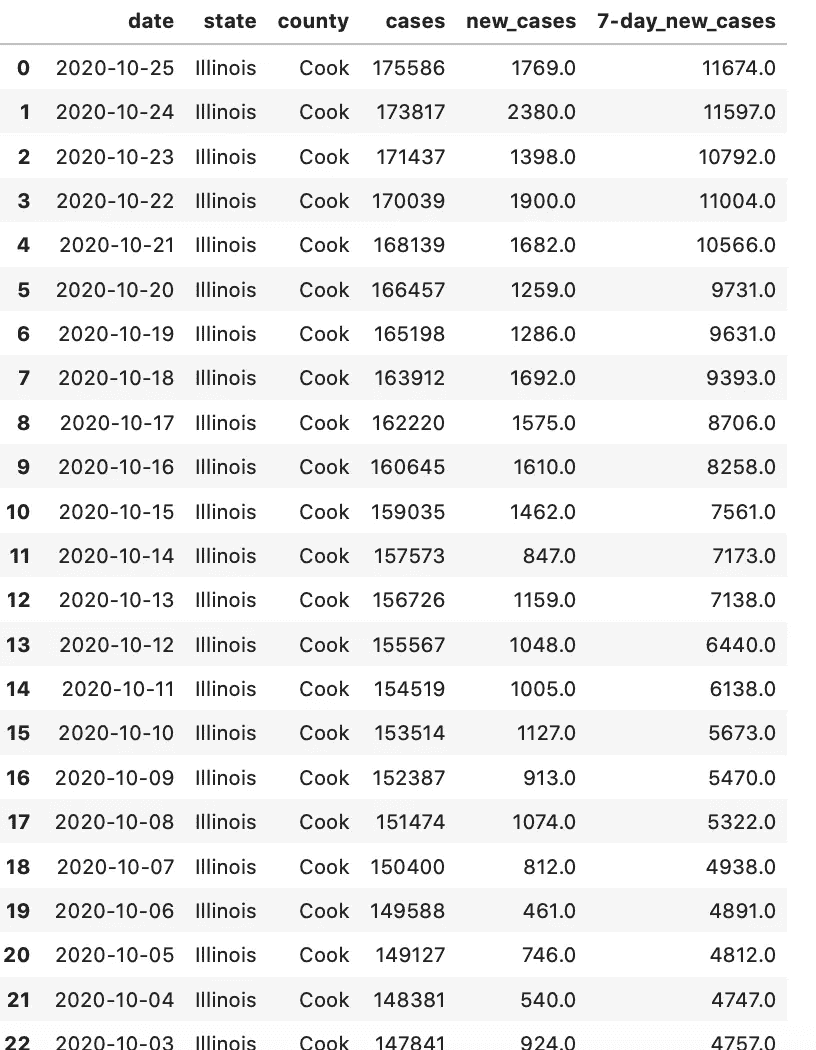 date state county cases new_cases 7-day_new_cases
0 2020-10-25 Illinois Cook 175586 1769.0 11674.0
1 2020-10-24 Illinois Cook 173817 2380.0 11597.0
2 2020-10-23 Illinois Cook 171437 1398.0 10792.0
3 2020-10-22 Illinois Cook 170039 1900.0 11004.0
4 2020-10-21 Illinois Cook 168139 1682.0 10566.0
5 2020-10-20 Illinois Cook 166457 1259.0 9731.0
6 2020-10-19 Illinois Cook 165198 1286.0 9631.0
7 2020-10-18 Illinois Cook 163912 1692.0 9393.0
8 2020-10-17 Illinois Cook 162220 1575.0 8706.0
9 2020-10-16 Illinois Cook 160645 1610.0 8258.0
10 2020-10-15 Illinois Cook 159035 1462.0 7561.0
11 2020-10-14 Illinois Cook 157573 847.0 7173.0
12 2020-10-13 Illinois Cook 156726 1159.0 7138.0
13 2020-10-12 Illinois Cook 155567 1048.0 6440.0
14 2020-10-11 Illinois Cook 154519 1005.0 6138.0
15 2020-10-10 Illinois Cook 153514 1127.0 5673.0
16 2020-10-09 Illinois Cook 152387 913.0 5470.0
17 2020-10-08 Illinois Cook 151474 1074.0 5322.0
18 2020-10-07 Illinois Cook 150400 812.0 4938.0
19 2020-10-06 Illinois Cook 149588 461.0 4891.0
20 2020-10-05 Illinois Cook 149127 746.0 4812.0
21 2020-10-04 Illinois Cook 148381 540.0 4747.0
22 2020-10-03 Illinois Cook 147841 924.0 4757.0